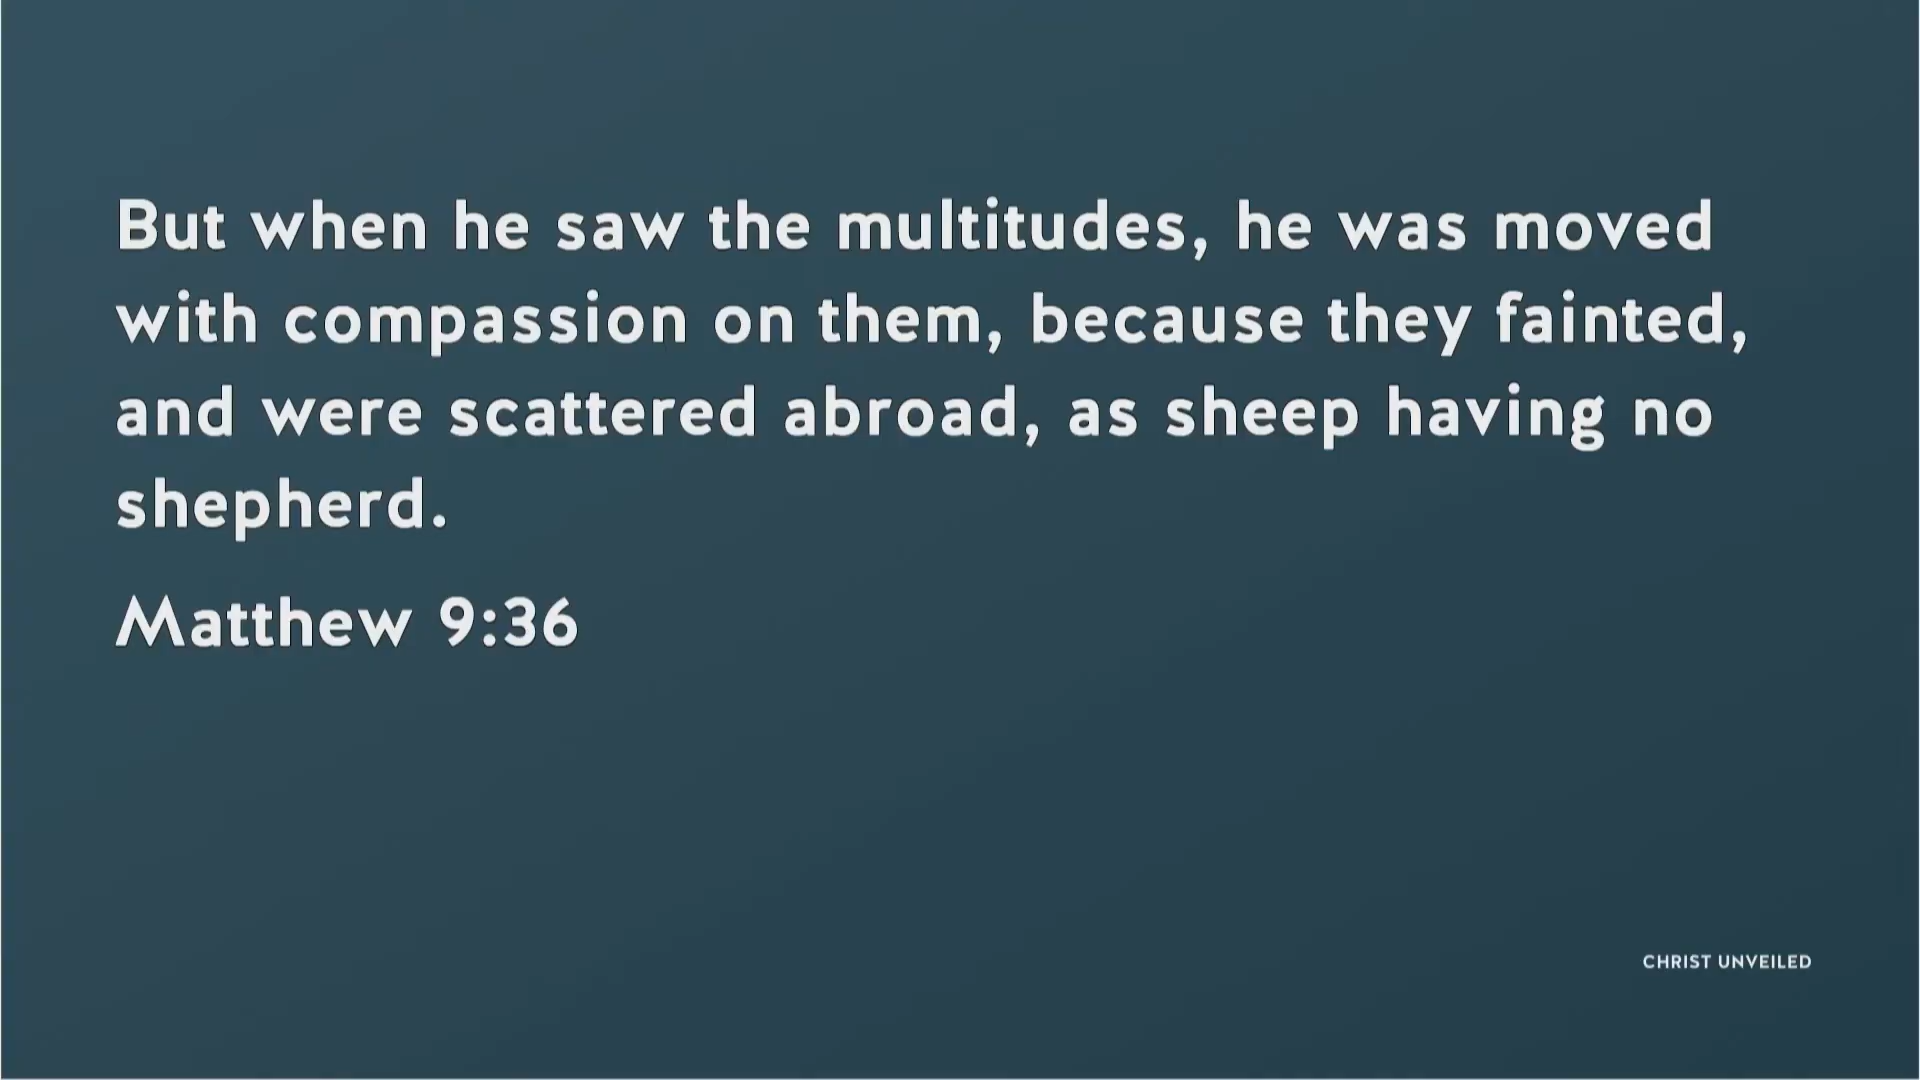 But when he saw the multitudes, he was moved
with compassion on them, because they fainted,
and were scattered abroad, as sheep having no
shepherd.
Matthew 9:36
CHRIST UNVEILED